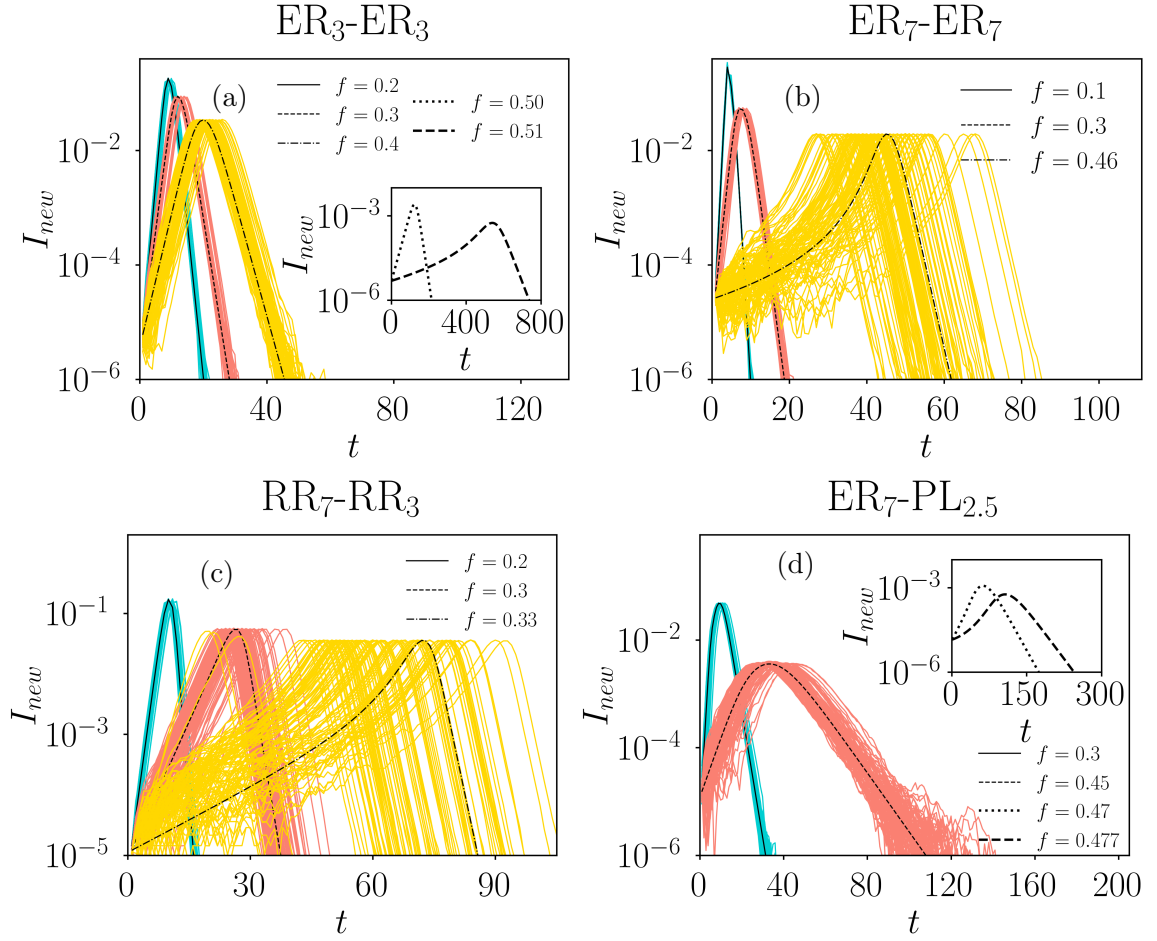 ER₃-ER₃
(a)
f = 0.2
f = 0.3
f = 0.4
f = 0.50
f = 0.51
I_new
10⁻²
10⁻⁴
10⁻⁶
0 40 80 120
t
I_new
10⁻³
10⁻⁶
0 400 800
t
ER₇-ER₇
(b)
f = 0.1
f = 0.3
f = 0.46
I_new
10⁻²
10⁻⁴
10⁻⁶
0 20 40 60 80 100
t
RR₇-RR₃
(c)
f = 0.2
f = 0.3
f = 0.33
I_new
10⁻¹
10⁻³
10⁻⁵
0 30 60 90
t
ER₇-PL₂.₅
(d)
I_new
10⁻³
10⁻⁶
0 150 300
t
f = 0.3
f = 0.45
f = 0.47
f = 0.477
I_new
10⁻²
10⁻⁴
10⁻⁶
0 40 80 120 160 200
t